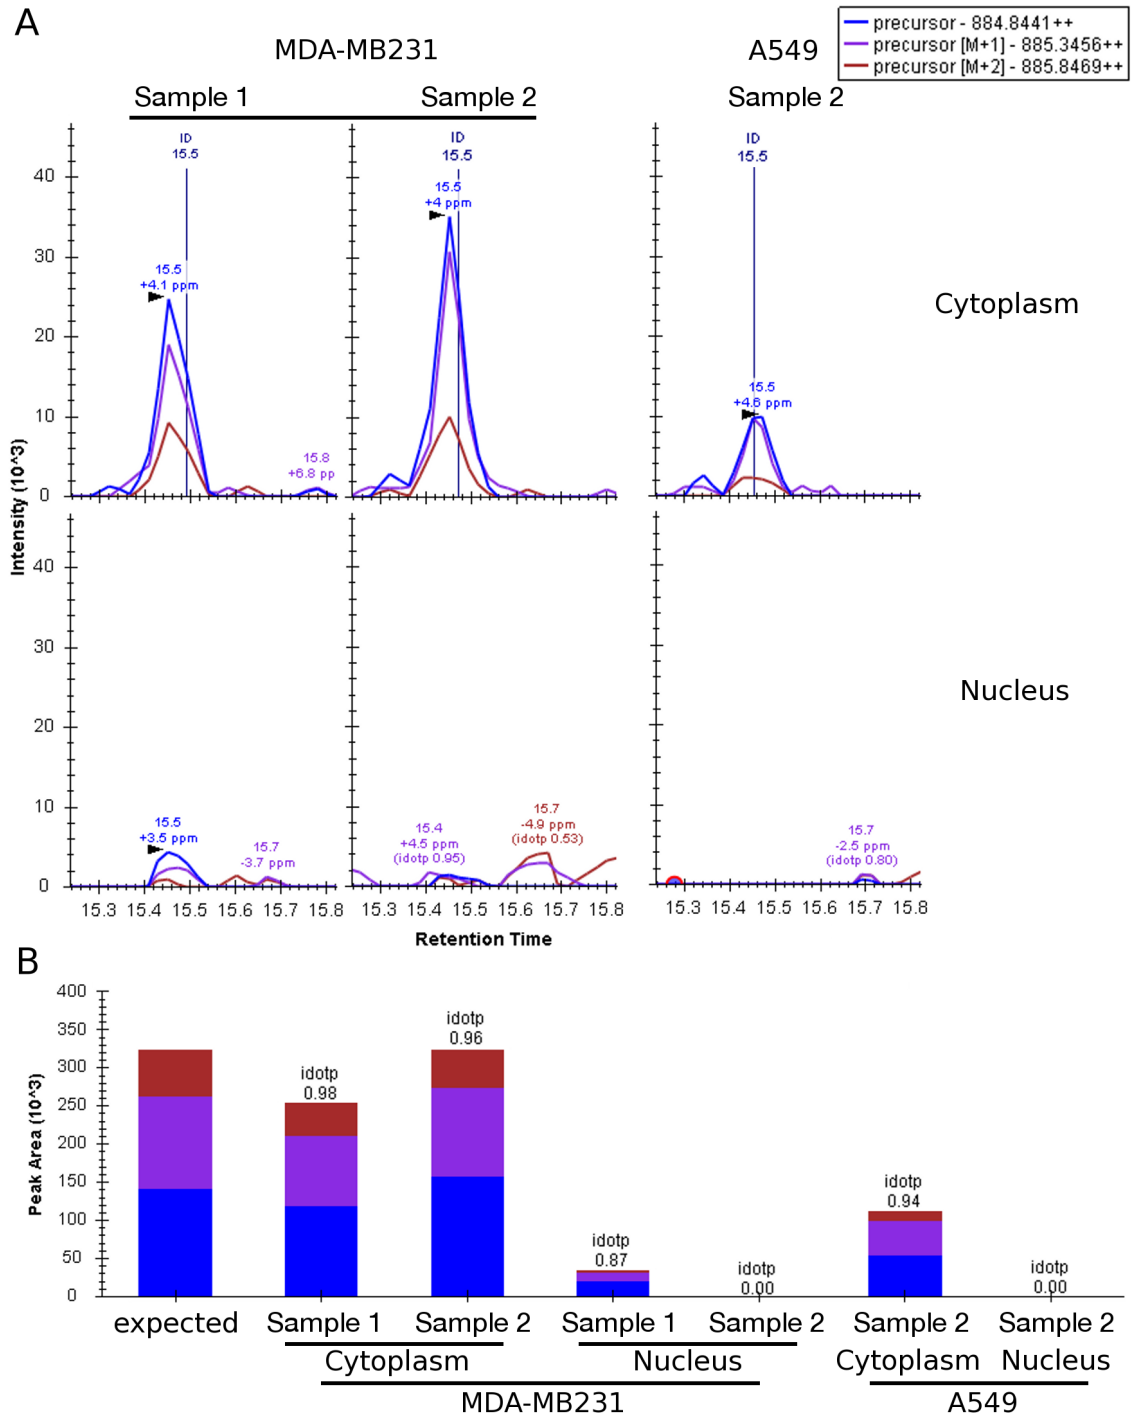 A
precursor - 884.8441++
precursor [M+1] - 885.3456++
precursor [M+2] - 885.8469++
MDA-MB231
A549
Sample 1
Sample 2
Sample 2
ID
15.5
15.5
+4.1 ppm
15.8
+6.8 pp
ID
15.5
15.5
+4 ppm
ID
15.5
15.5
+4.6 ppm
40
30
20
10
0
Cytoplasm
Intensity (10^3)
40
30
20
10
0
15.5
+3.5 ppm
15.7
-3.7 ppm
15.4
+4.5 ppm
(idotp 0.95)
15.7
-4.9 ppm
(idotp 0.53)
15.7
-2.5 ppm
(idotp 0.80)
Nucleus
15.3 15.4 15.5 15.6 15.7 15.8
15.3 15.4 15.5 15.6 15.7 15.8
15.3 15.4 15.5 15.6 15.7 15.8
Retention Time
B
Peak Area (10^3)
400
350
300
250
200
150
100
50
0
idotp
0.98
idotp
0.96
idotp
0.87
idotp
0.00
idotp
0.94
idotp
0.00
expected Sample 1 Sample 2 Sample 1 Sample 2 Sample 2 Sample 2
Cytoplasm Nucleus Cytoplasm Nucleus
MDA-MB231 A549